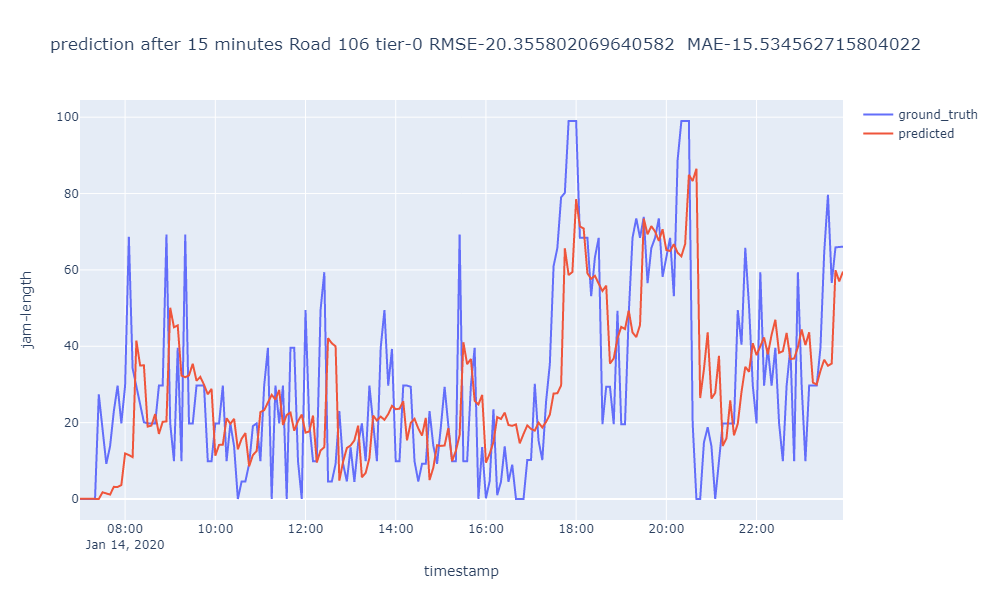 prediction after 15 minutes Road 106 tier-0 RMSE-20.355802069640582  MAE-15.534562715804022
ground_truth
predicted
100
80
60
40
20
0
jam-length
08:00 10:00 12:00 14:00 16:00 18:00 20:00 22:00
Jan 14, 2020
timestamp